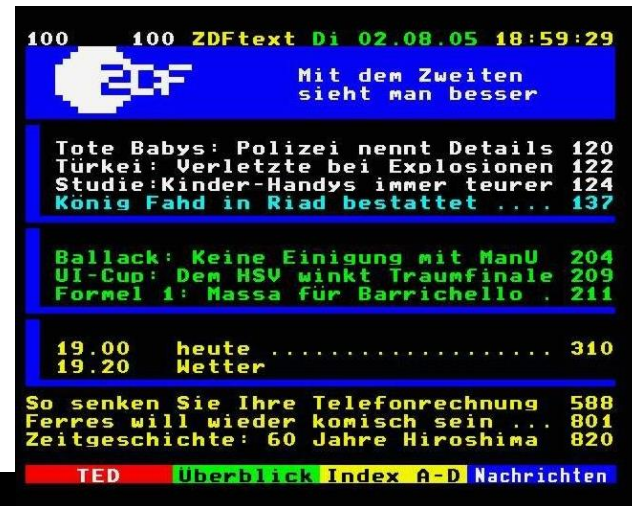 100 100 ZDFtext Di 02.08.05 18:59:29
ZDF
Mit dem Zweiten
sieht man besser
Tote Babys: Polizei nennt Details 120
Türkei: Verletzte bei Explosionen 122
Studie:Kinder-Handys immer teurer 124
König Fahd in Riad bestattet .... 137
Ballack: Keine Einigung mit ManU 204
UI-Cup: Dem HSV winkt Traumfinale 209
Formel 1: Massa für Barrichello . 211
19.00 heute ................... 310
19.20 Wetter
So senken Sie Ihre Telefonrechnung 588
Ferres will wieder komisch sein ... 801
Zeitgeschichte: 60 Jahre Hiroshima 820
TED Überblick Index A-D Nachrichten